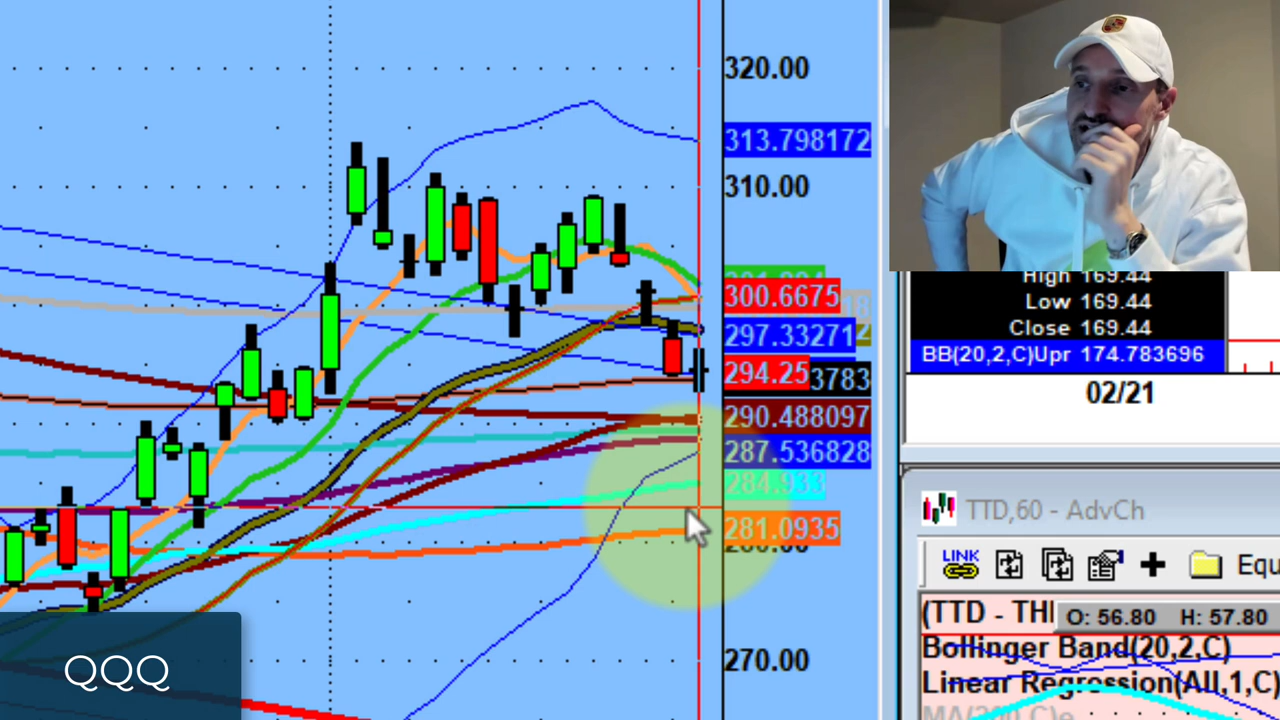 320.00
313.798172
310.00
300.6675
297.33271
294.25
3783
290.488097
287.536828
284.933
281.0935
270.00
QQQ
High 169.44
Low 169.44
Close 169.44
BB(20,2,C)Upr 174.783696
02/21
TTD,60 - AdvCh
LINK
Equ
(TTD - TH
O: 56.80 H: 57.80
Bollinger Band(20,2,C)
Linear Regression(All,1,C)